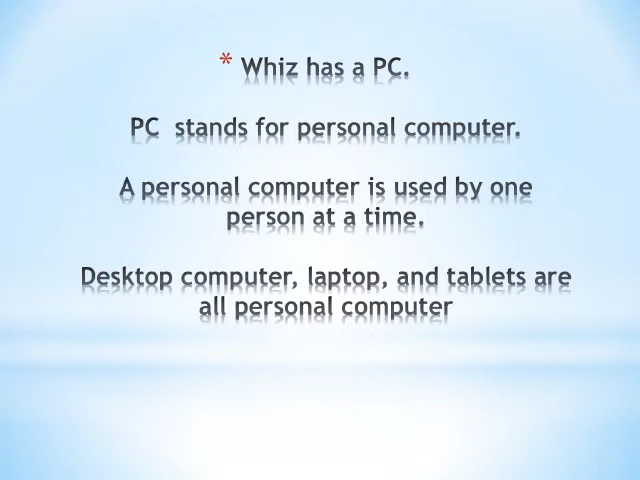 * Whiz has a PC.
PC  stands for personal computer.
A personal computer is used by one
person at a time.
Desktop computer, laptop, and tablets are
all personal computer